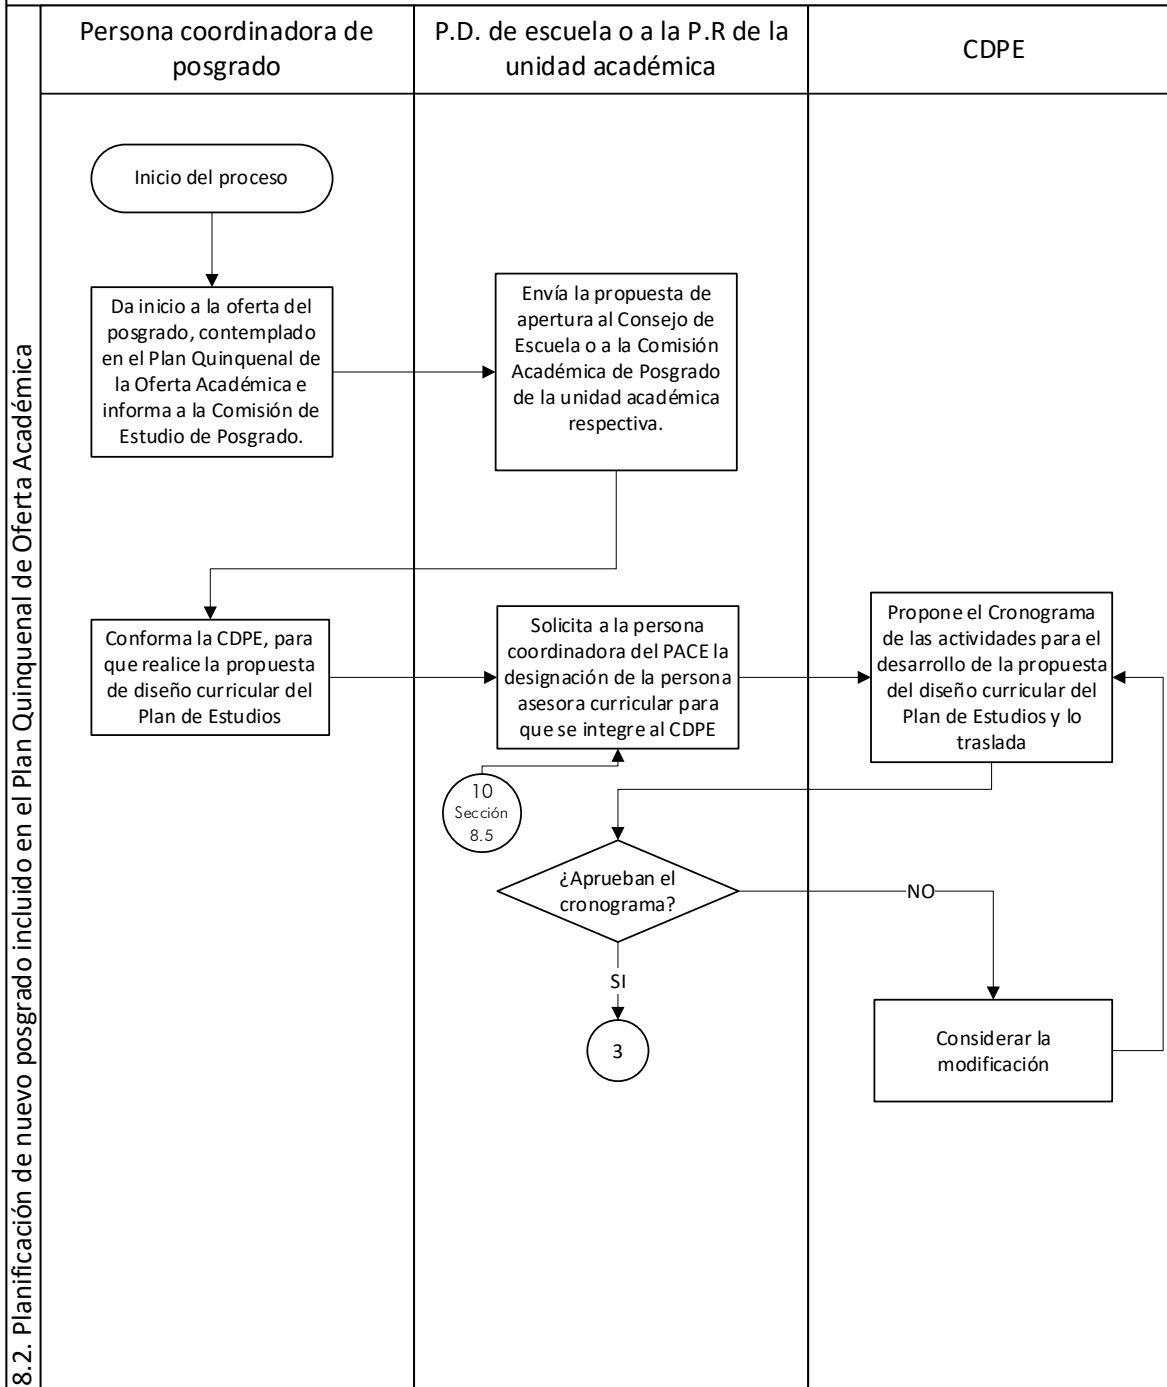 8.2. Planificación de nuevo posgrado incluido en el Plan Quinquenal de Oferta Académica
Persona coordinadora de
posgrado
P.D. de escuela o a la P.R de la
unidad académica
CDPE
Inicio del proceso
Da inicio a la oferta del
posgrado, contemplado
en el Plan Quinquenal de
la Oferta Académica e
informa a la Comisión de
Estudio de Posgrado.
Envía la propuesta de
apertura al Consejo de
Escuela o a la Comisión
Académica de Posgrado
de la unidad académica
respectiva.
Conforma la CDPE, para
que realice la propuesta
de diseño curricular del
Plan de Estudios
Solicita a la persona
coordinadora del PACE la
designación de la persona
asesora curricular para
que se integre al CDPE
Propone el Cronograma
de las actividades para el
desarrollo de la propuesta
del diseño curricular del
Plan de Estudios y lo
traslada
10
Sección
8.5
¿Aprueban el
cronograma?
NO
SI
3
Considerar la
modificación